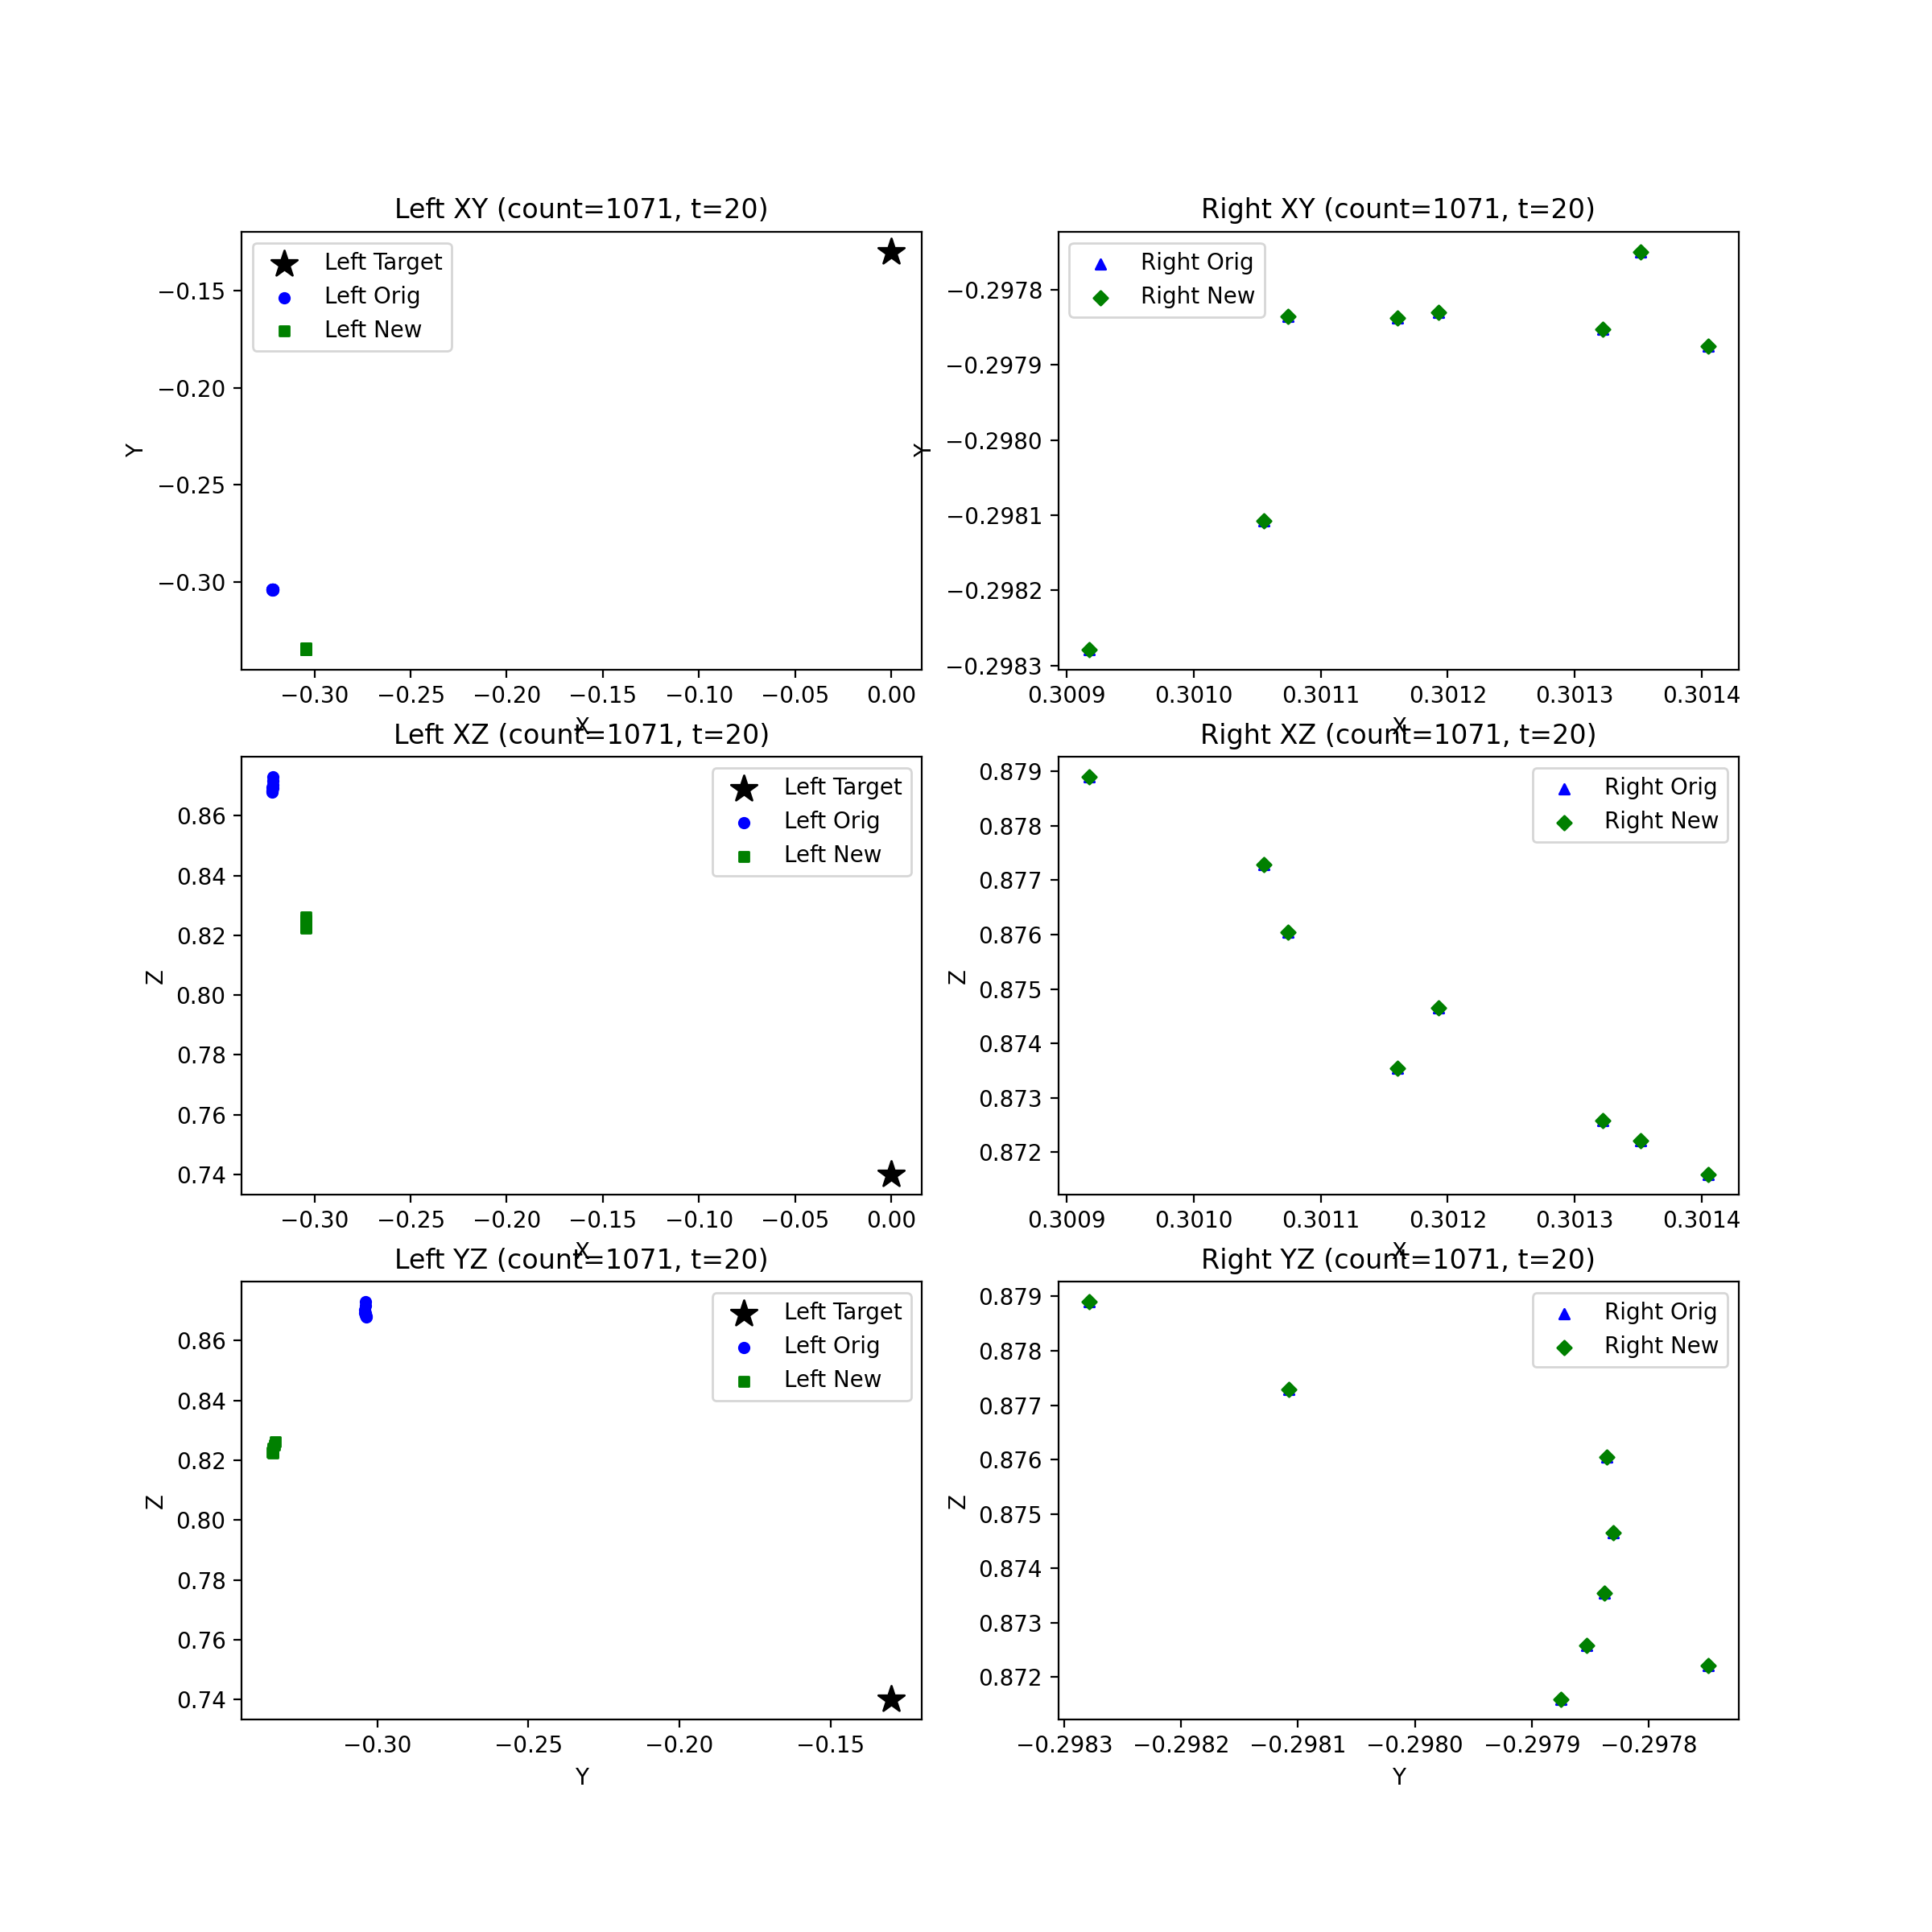 Left XY (count=1071, t=20)
Left Target
Left Orig
Left New
−0.15
−0.20
−0.25
−0.30
Y
−0.30 −0.25 −0.20 −0.15 −0.10 −0.05 0.00
X
Right XY (count=1071, t=20)
Right Orig
Right New
−0.2978
−0.2979
−0.2980
−0.2981
−0.2982
−0.2983
Y
0.3009 0.3010 0.3011 0.3012 0.3013 0.3014
X
Left XZ (count=1071, t=20)
Left Target
Left Orig
Left New
0.86
0.84
0.82
0.80
0.78
0.76
0.74
Z
−0.30 −0.25 −0.20 −0.15 −0.10 −0.05 0.00
X
Right XZ (count=1071, t=20)
Right Orig
Right New
0.879
0.878
0.877
0.876
0.875
0.874
0.873
0.872
Z
0.3009 0.3010 0.3011 0.3012 0.3013 0.3014
X
Left YZ (count=1071, t=20)
Left Target
Left Orig
Left New
0.86
0.84
0.82
0.80
0.78
0.76
0.74
Z
−0.30 −0.25 −0.20 −0.15
Y
Right YZ (count=1071, t=20)
Right Orig
Right New
0.879
0.878
0.877
0.876
0.875
0.874
0.873
0.872
Z
−0.2983 −0.2982 −0.2981 −0.2980 −0.2979 −0.2978
Y